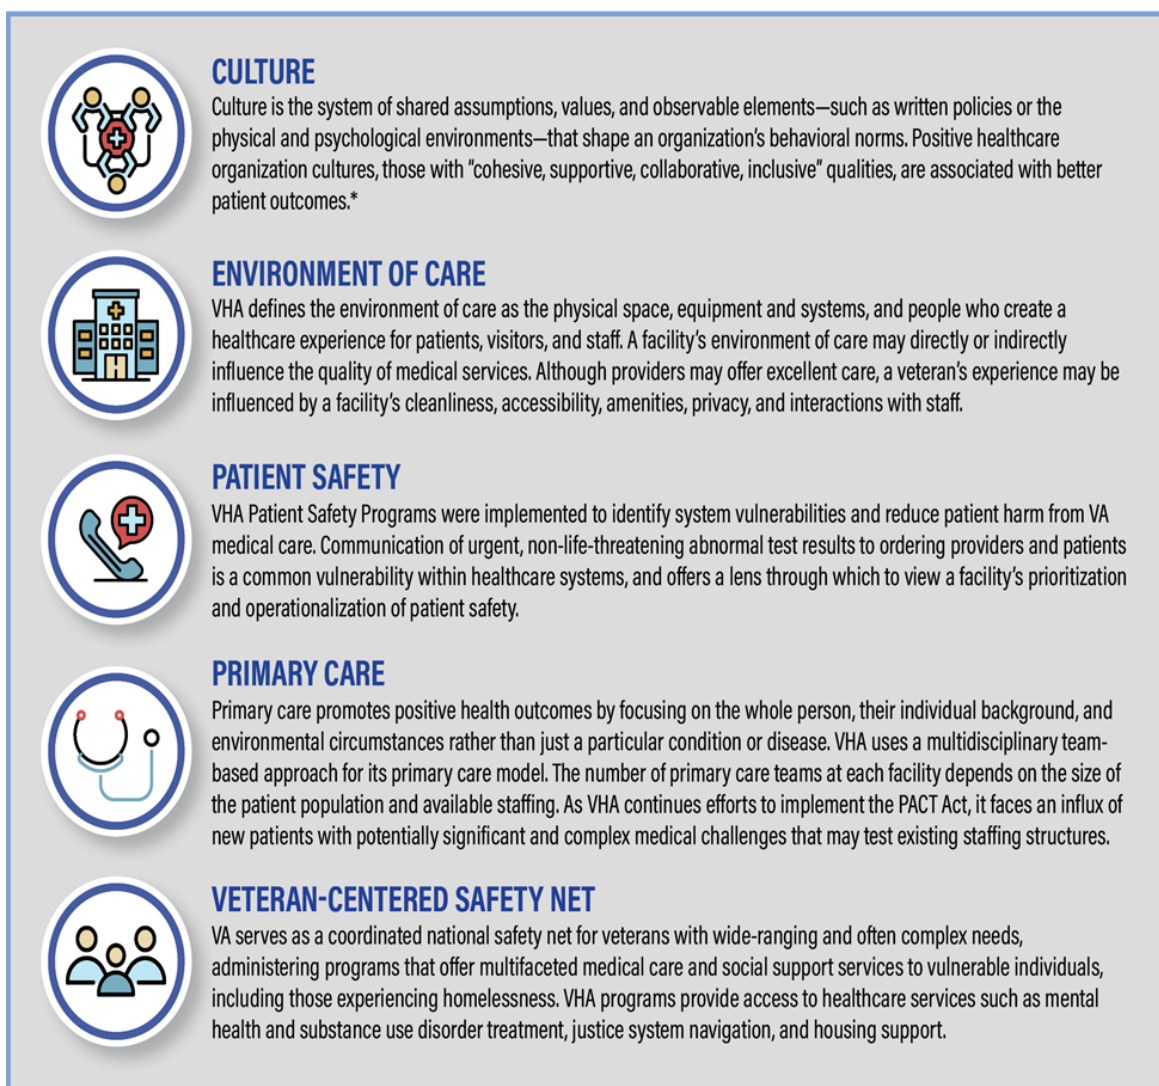 CULTURE
Culture is the system of shared assumptions, values, and observable elements—such as written policies or the
physical and psychological environments—that shape an organization’s behavioral norms. Positive healthcare
organization cultures, those with “cohesive, supportive, collaborative, inclusive” qualities, are associated with better
patient outcomes.*
ENVIRONMENT OF CARE
VHA defines the environment of care as the physical space, equipment and systems, and people who create a
healthcare experience for patients, visitors, and staff. A facility’s environment of care may directly or indirectly
influence the quality of medical services. Although providers may offer excellent care, a veteran’s experience may be
influenced by a facility’s cleanliness, accessibility, amenities, privacy, and interactions with staff.
PATIENT SAFETY
VHA Patient Safety Programs were implemented to identify system vulnerabilities and reduce patient harm from VA
medical care. Communication of urgent, non-life-threatening abnormal test results to ordering providers and patients
is a common vulnerability within healthcare systems, and offers a lens through which to view a facility’s prioritization
and operationalization of patient safety.
PRIMARY CARE
Primary care promotes positive health outcomes by focusing on the whole person, their individual background, and
environmental circumstances rather than just a particular condition or disease. VHA uses a multidisciplinary team-
based approach for its primary care model. The number of primary care teams at each facility depends on the size of
the patient population and available staffing. As VHA continues efforts to implement the PACT Act, it faces an influx of
new patients with potentially significant and complex medical challenges that may test existing staffing structures.
VETERAN-CENTERED SAFETY NET
VA serves as a coordinated national safety net for veterans with wide-ranging and often complex needs,
administering programs that offer multifaceted medical care and social support services to vulnerable individuals,
including those experiencing homelessness. VHA programs provide access to healthcare services such as mental
health and substance use disorder treatment, justice system navigation, and housing support.